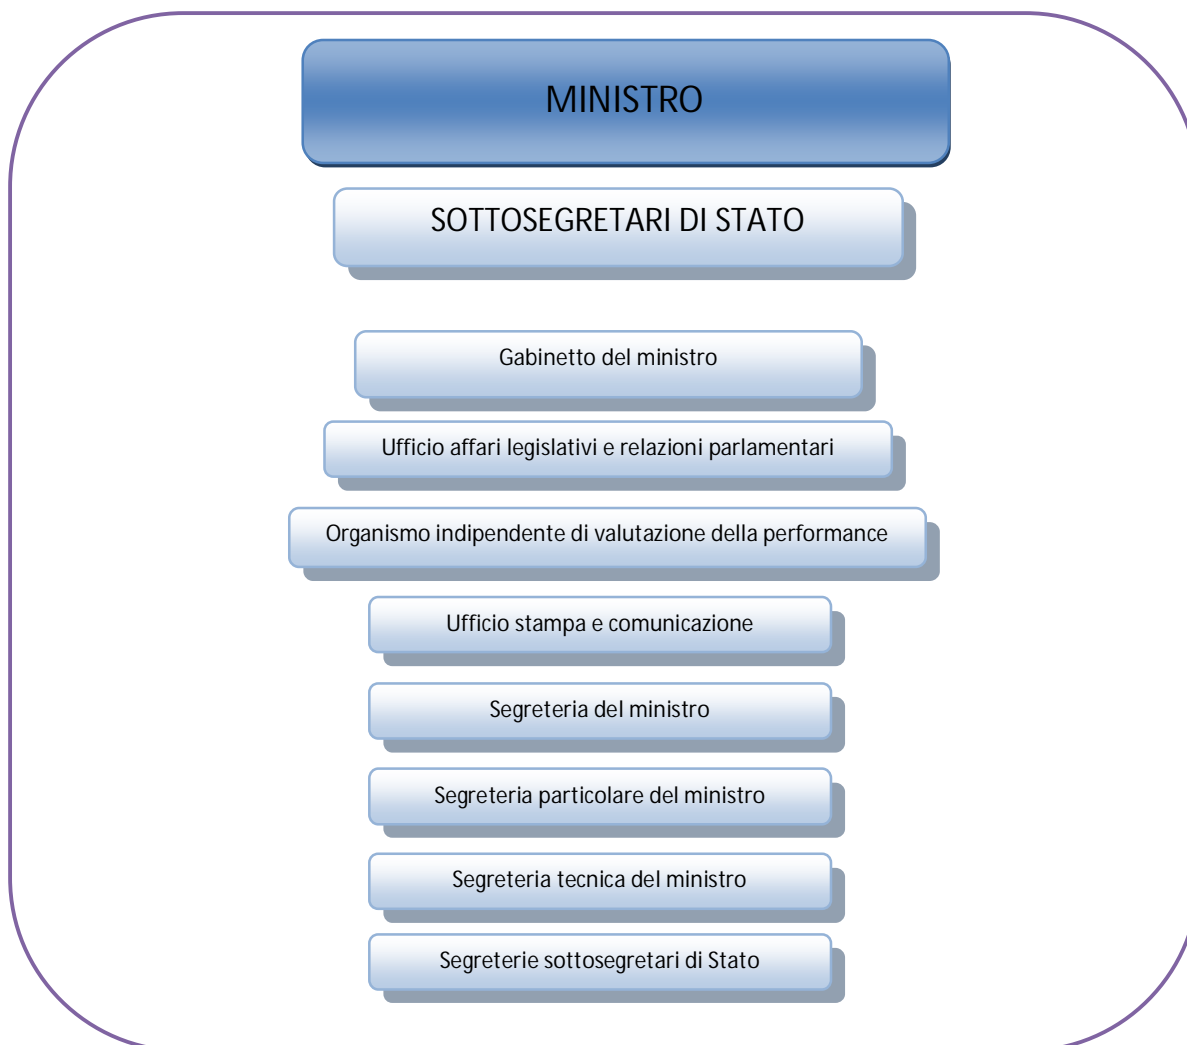 MINISTRO
SOTTOSEGRETARI DI STATO
Gabinetto del ministro
Ufficio affari legislativi e relazioni parlamentari
Organismo indipendente di valutazione della performance
Ufficio stampa e comunicazione
Segreteria del ministro
Segreteria particolare del ministro
Segreteria tecnica del ministro
Segreterie sottosegretari di Stato